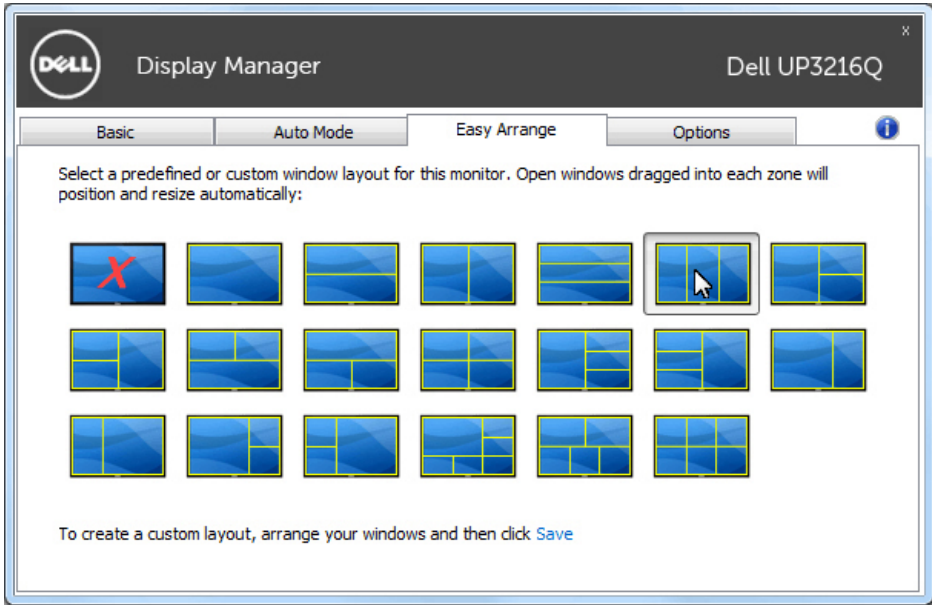 x
DELL Display Manager Dell UP3216Q
Basic Auto Mode Easy Arrange Options i
Select a predefined or custom window layout for this monitor. Open windows dragged into each zone will
position and resize automatically:
X
To create a custom layout, arrange your windows and then click Save